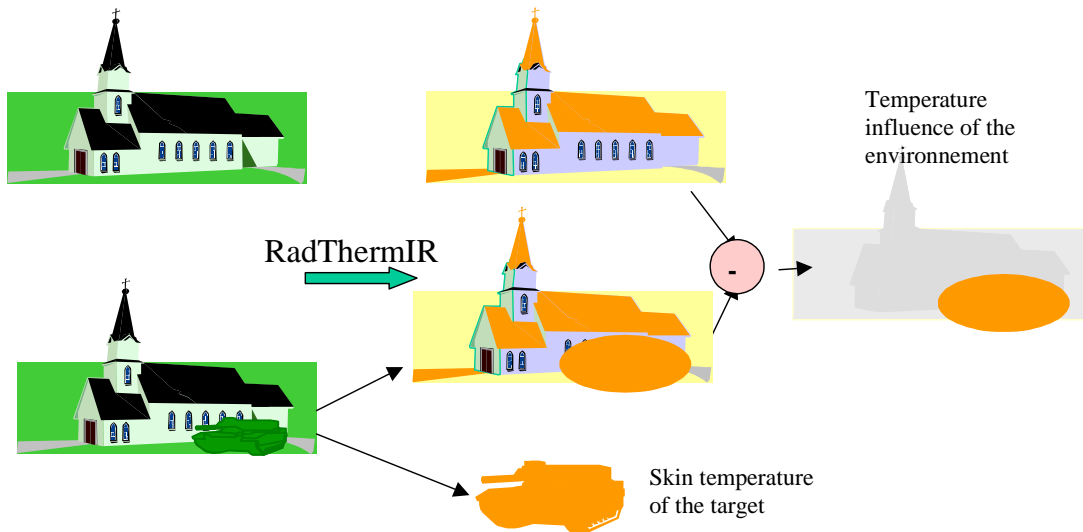 Temperature
influence of the
environnement
RadThermIR
-
Skin temperature
of the target